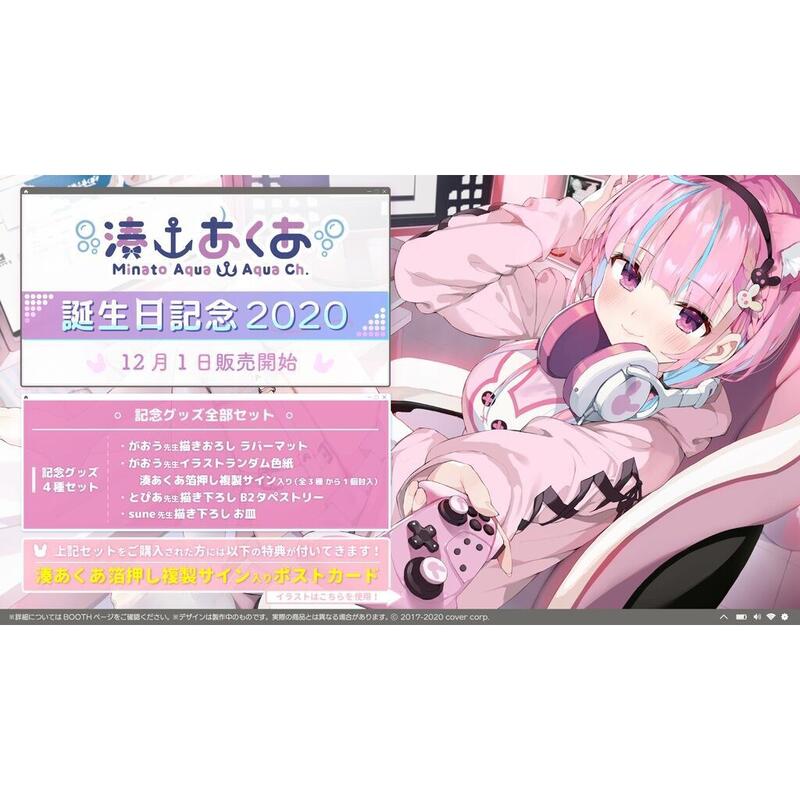 湊⚓あくあ
Minato Aqua Aqua Ch.
誕生日記念2020
12月1日販売開始
記念グッズ全部セット
記念グッズ
4種セット
・がおう先生描きおろし ラバーマット
・がおう先生イラストランダム色紙
湊あくあ箔押し複製サイン入り(全3種から1個封入)
・とぴあ先生描き下ろし B2タペストリー
・sune先生描き下ろし お皿
上記セットをご購入された方には以下の特典が付いてきます!
湊あくあ箔押し複製サイン入りポストカード
イラストはこちらを使用!
※詳細についてはBOOTHページをご確認ください。※デザインは製作中のものです。実際の商品とは異なる場合があります。© 2017-2020 cover corp.